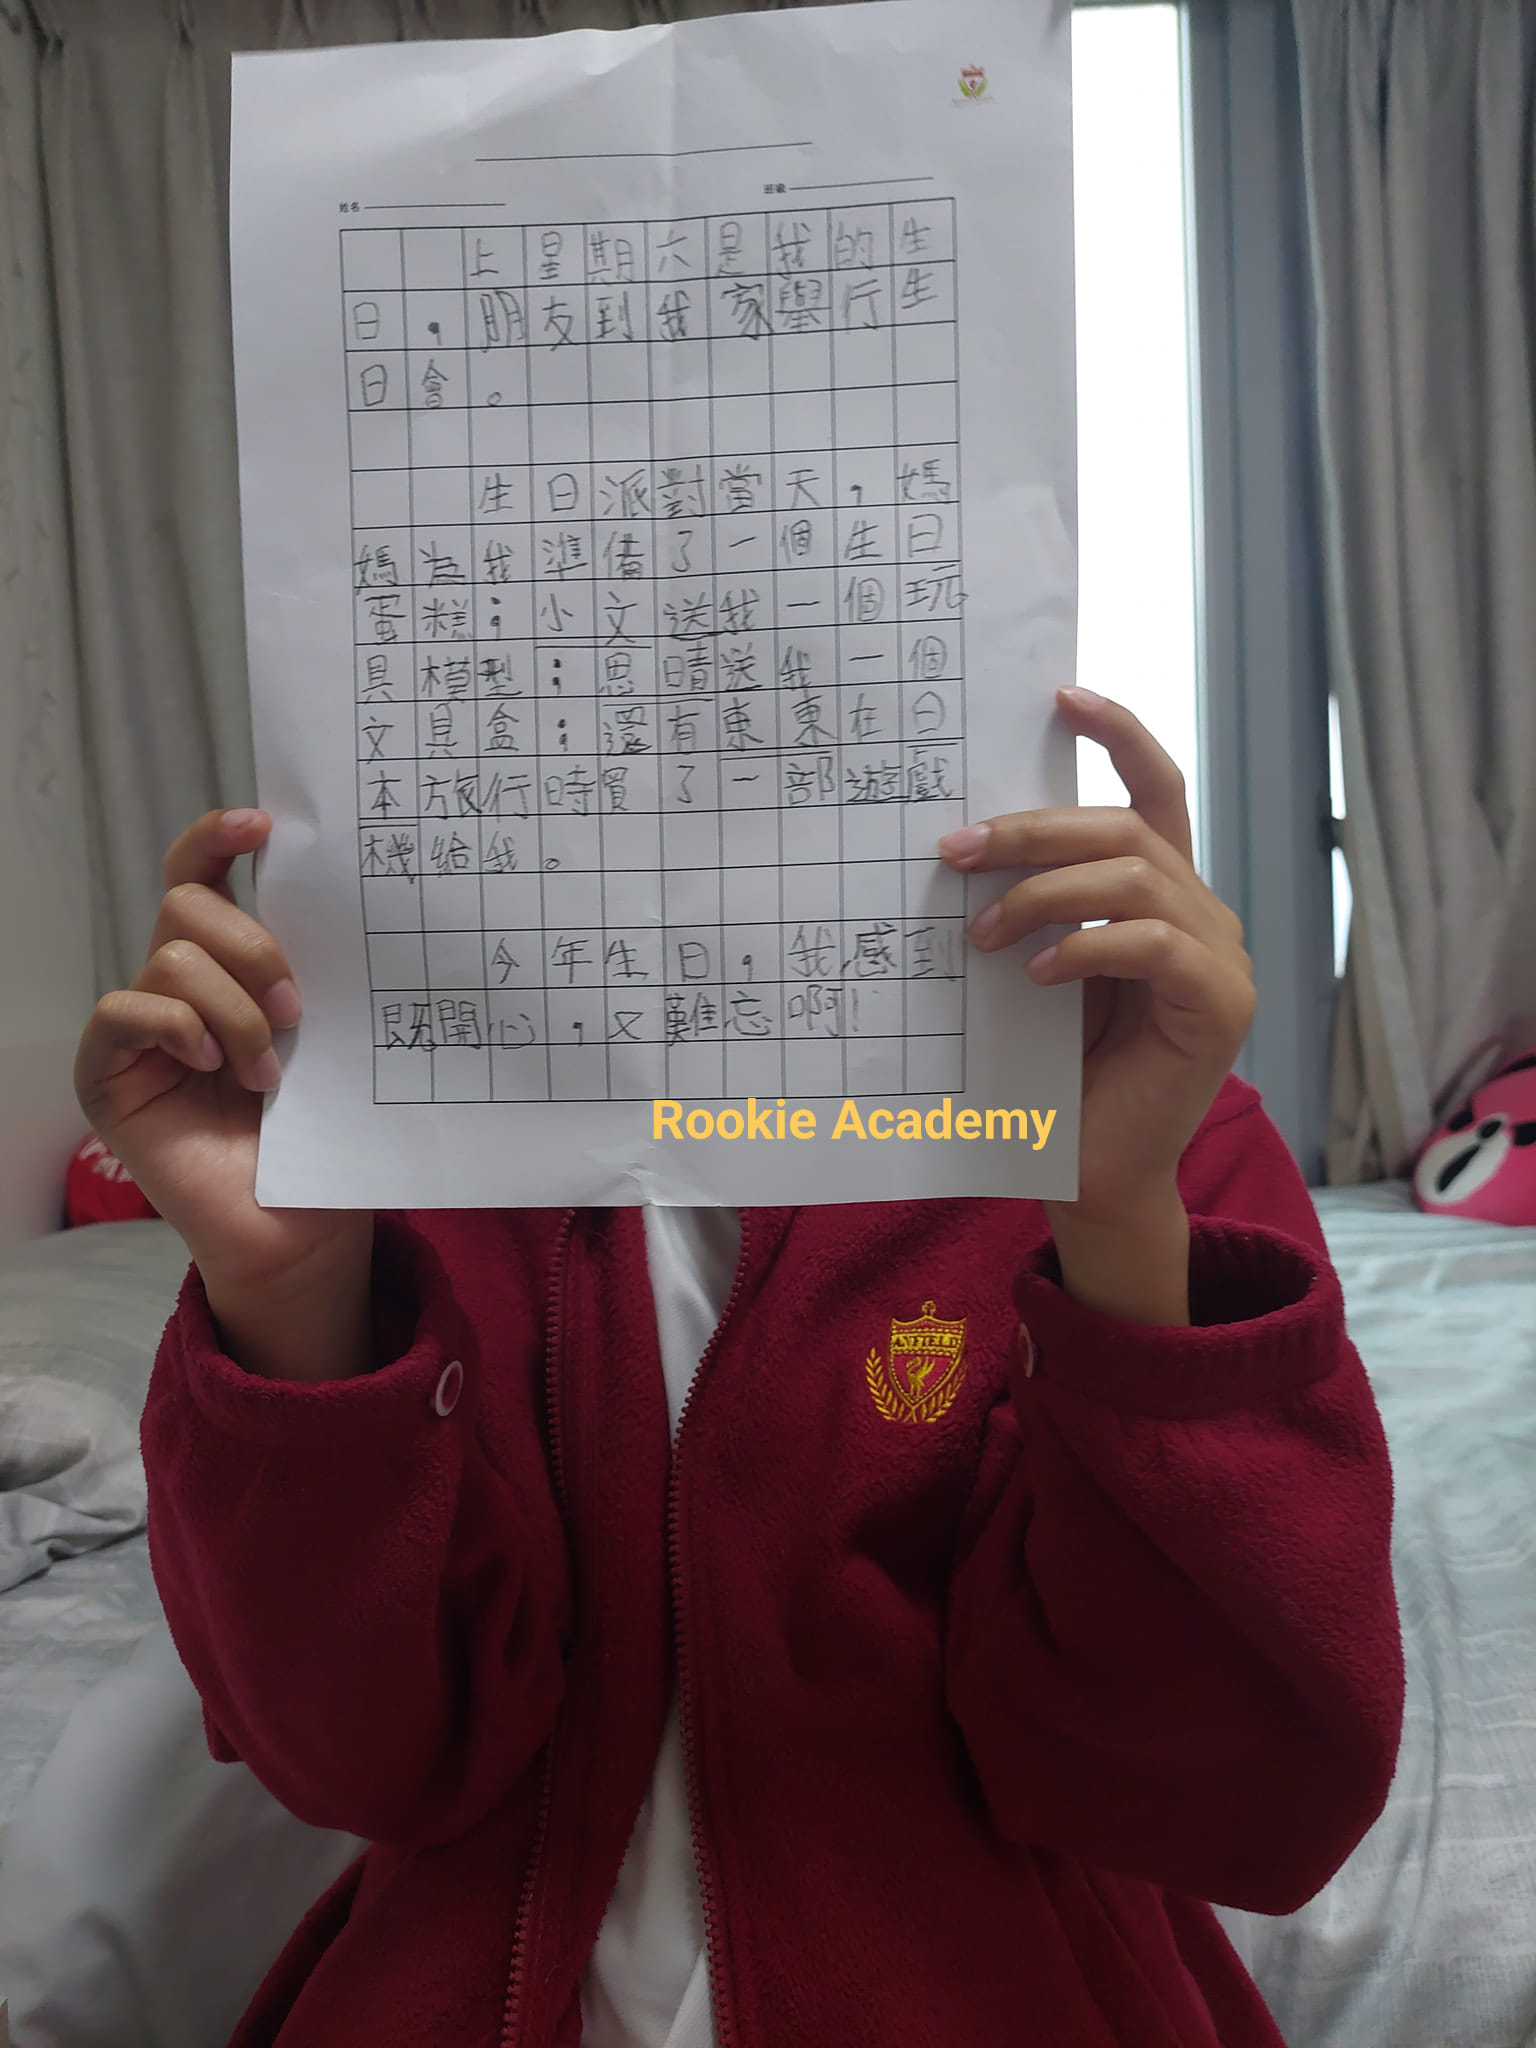 姓名
班級
上星期六是我的生
日，朋友到我家舉行生
日會。
生日派對當天，媽
媽為我準備了一個生日
蛋糕；小文送我一個玩
具模型；思晴送我一個
文具盒；還有東東在日
本旅行時買了一部遊戲
機給我。
今年生日，我感到
既開心，又難忘啊！
Rookie Academy
ANFIELD